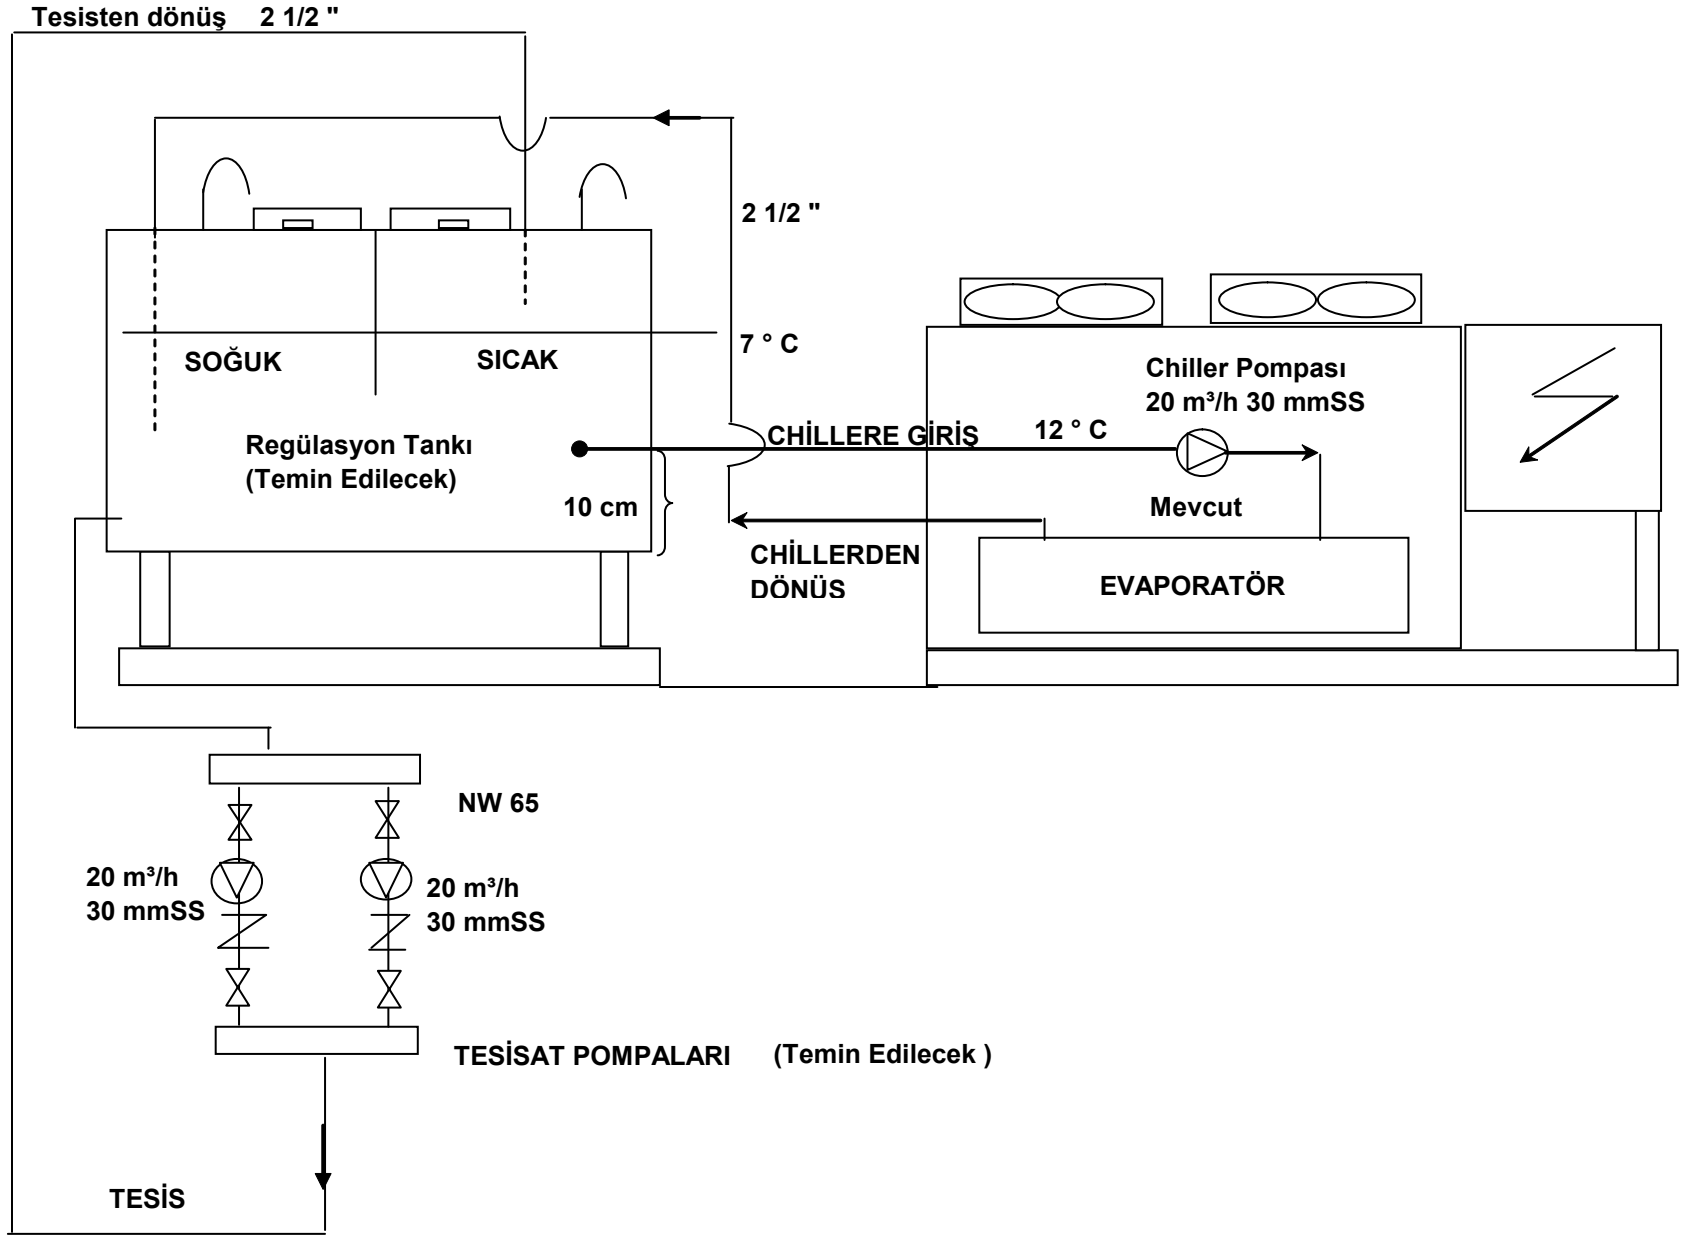 Tesisten dönüş 2 1/2 "
2 1/2 "
7 ° C
SOĞUK
SICAK
Chiller Pompası
20 m³/h 30 mmSS
CHİLLERE GİRİŞ
12 ° C
Regülasyon Tankı
(Temin Edilecek)
10 cm
Mevcut
CHİLLERDEN
DÖNÜS
EVAPORATÖR
NW 65
20 m³/h
30 mmSS
20 m³/h
30 mmSS
TESİSAT POMPALARI (Temin Edilecek )
TESİS